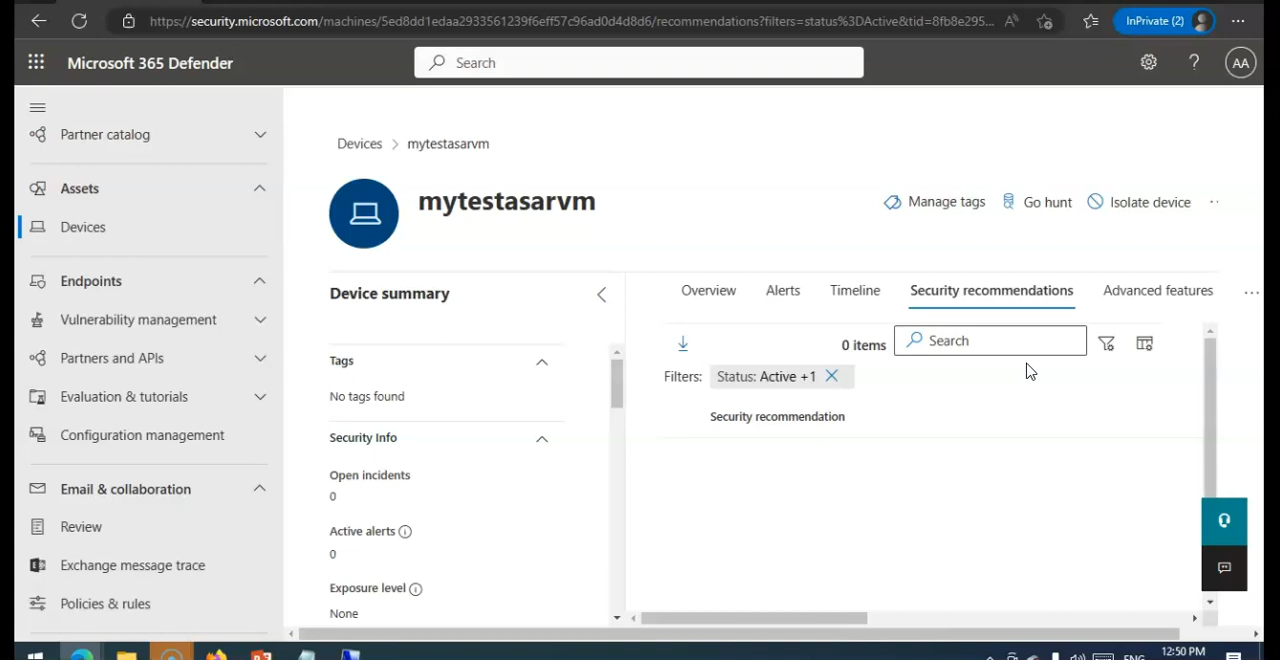 https://security.microsoft.com/machines/5ed8dd1edaa2933561239f6eff57c96ad0d4d8d6/recommendations?filters=status%3DActive&tid=8fb8e295...
InPrivate (2)
Microsoft 365 Defender
Search
AA
Partner catalog
Assets
Devices
Endpoints
Vulnerability management
Partners and APIs
Evaluation & tutorials
Configuration management
Email & collaboration
Review
Exchange message trace
Policies & rules
Devices > mytestasarvm
mytestasarvm
Manage tags
Go hunt
Isolate device
Device summary
Tags
No tags found
Security Info
Open incidents
0
Active alerts
0
Exposure level
None
Overview
Alerts
Timeline
Security recommendations
Advanced features
0 items
Search
Filters:
Status: Active +1
Security recommendation
ENG
12:50 PM